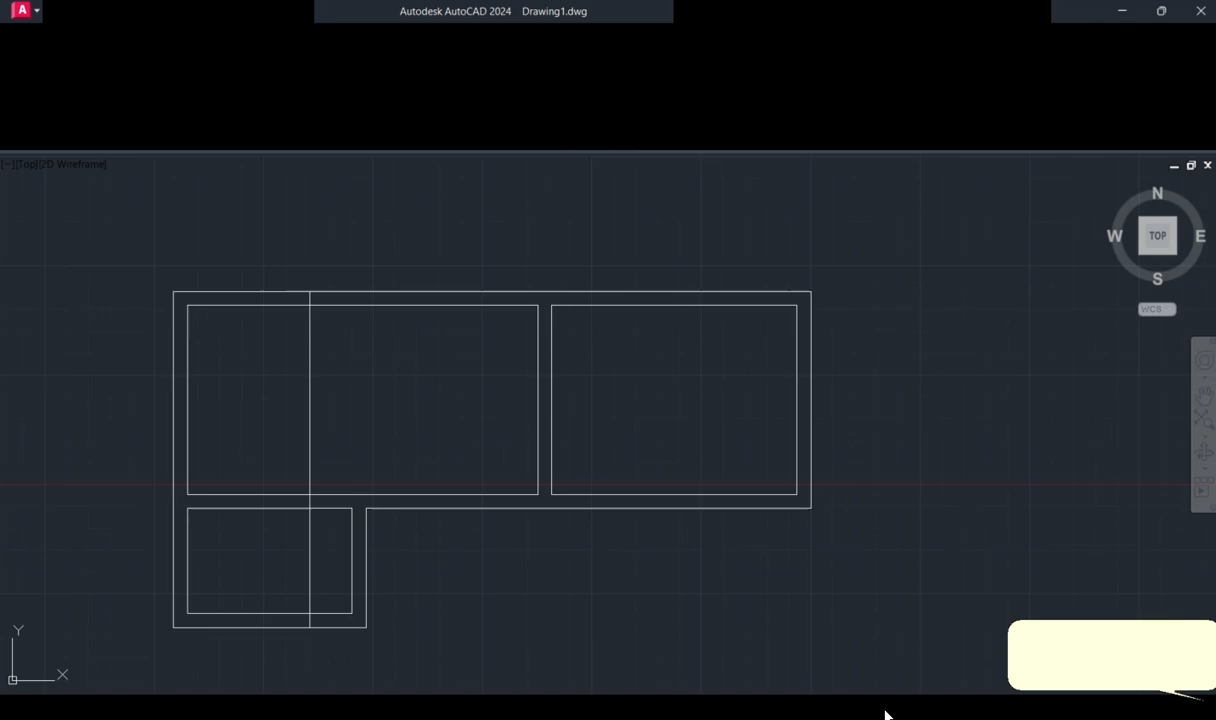 A
Autodesk AutoCAD 2024 Drawing1.dwg
[−][Top][2D Wireframe]
N
W TOP E
S
WCS
Y
X